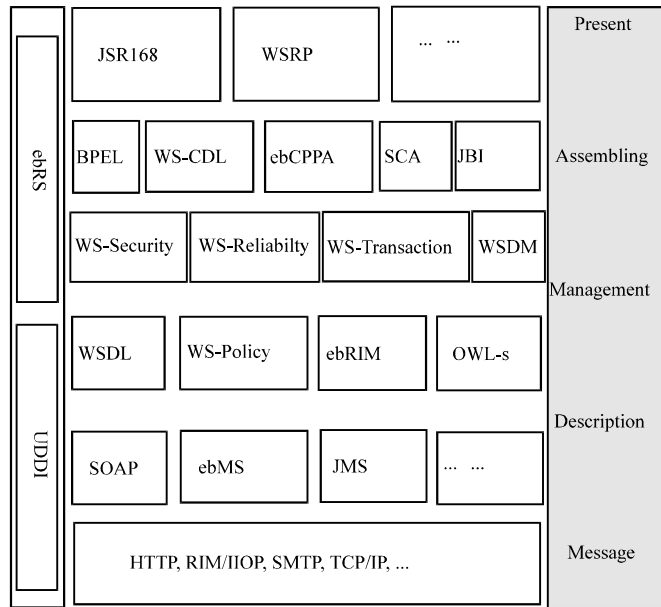 JSR168
WSRP
... ...
Present
ebRS
BPEL
WS-CDL
ebCPPA
SCA
JBI
Assembling
WS-Security
WS-Reliabilty
WS-Transaction
WSDM
Management
WSDL
WS-Policy
ebRIM
OWL-s
UDDI
Description
SOAP
ebMS
JMS
... ...
HTTP, RIM/IIOP, SMTP, TCP/IP, ...
Message